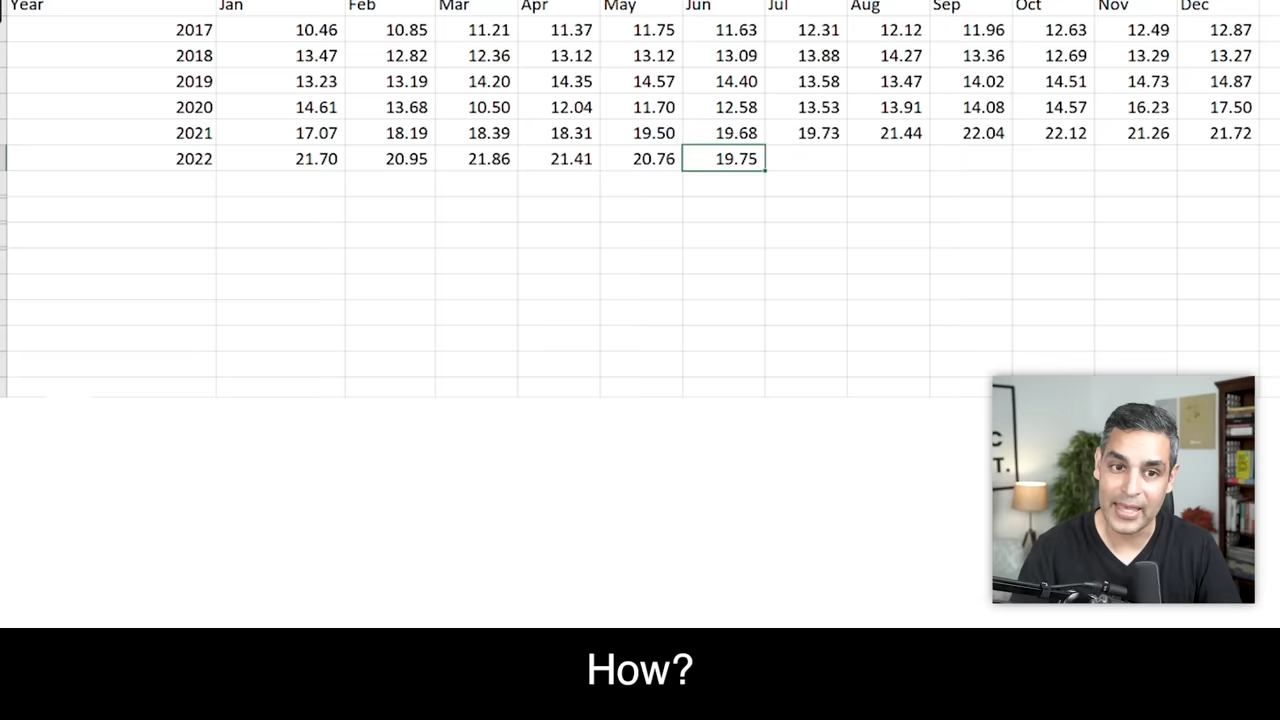 Year Jan Feb Mar Apr May Jun Jul Aug Sep Oct Nov Dec
2017 10.46 10.85 11.21 11.37 11.75 11.63 12.31 12.12 11.96 12.63 12.49 12.87
2018 13.47 12.82 12.36 13.12 13.12 13.09 13.88 14.27 13.36 12.69 13.29 13.27
2019 13.23 13.19 14.20 14.35 14.57 14.40 13.58 13.47 14.02 14.51 14.73 14.87
2020 14.61 13.68 10.50 12.04 11.70 12.58 13.53 13.91 14.08 14.57 16.23 17.50
2021 17.07 18.19 18.39 18.31 19.50 19.68 19.73 21.44 22.04 22.12 21.26 21.72
2022 21.70 20.95 21.86 21.41 20.76 19.75
C
T.
How?